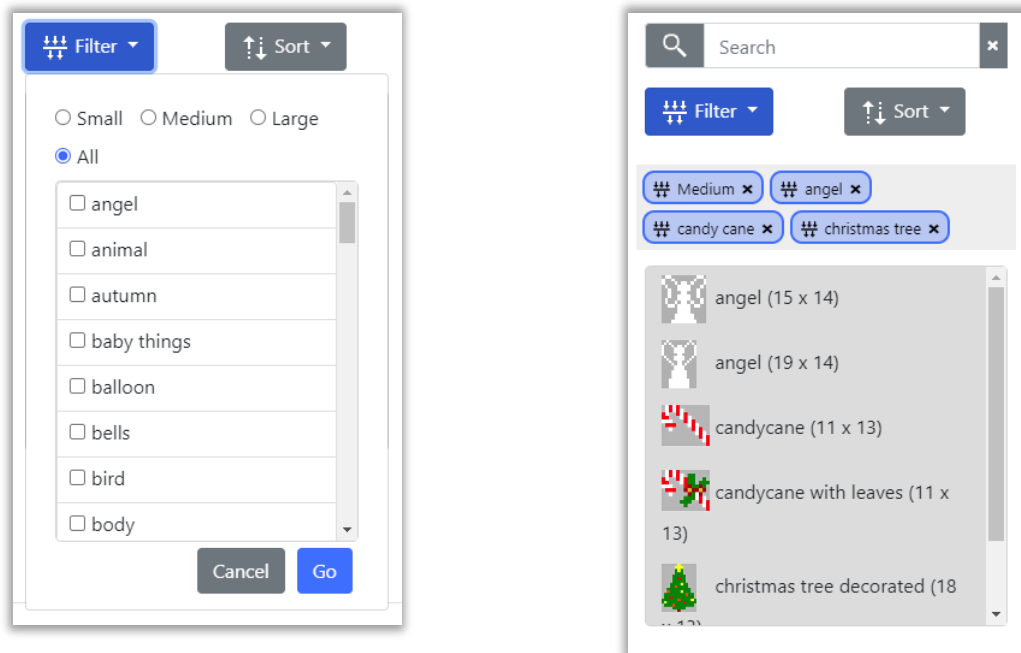 Filter
Sort
Small Medium Large
All
angel
animal
autumn
baby things
balloon
bells
bird
body
Cancel Go
Search ×
Filter
Sort
Medium × angel ×
candy cane × christmas tree ×
angel (15 x 14)
angel (19 x 14)
candycane (11 x 13)
candycane with leaves (11 x
13)
christmas tree decorated (18
x 13)